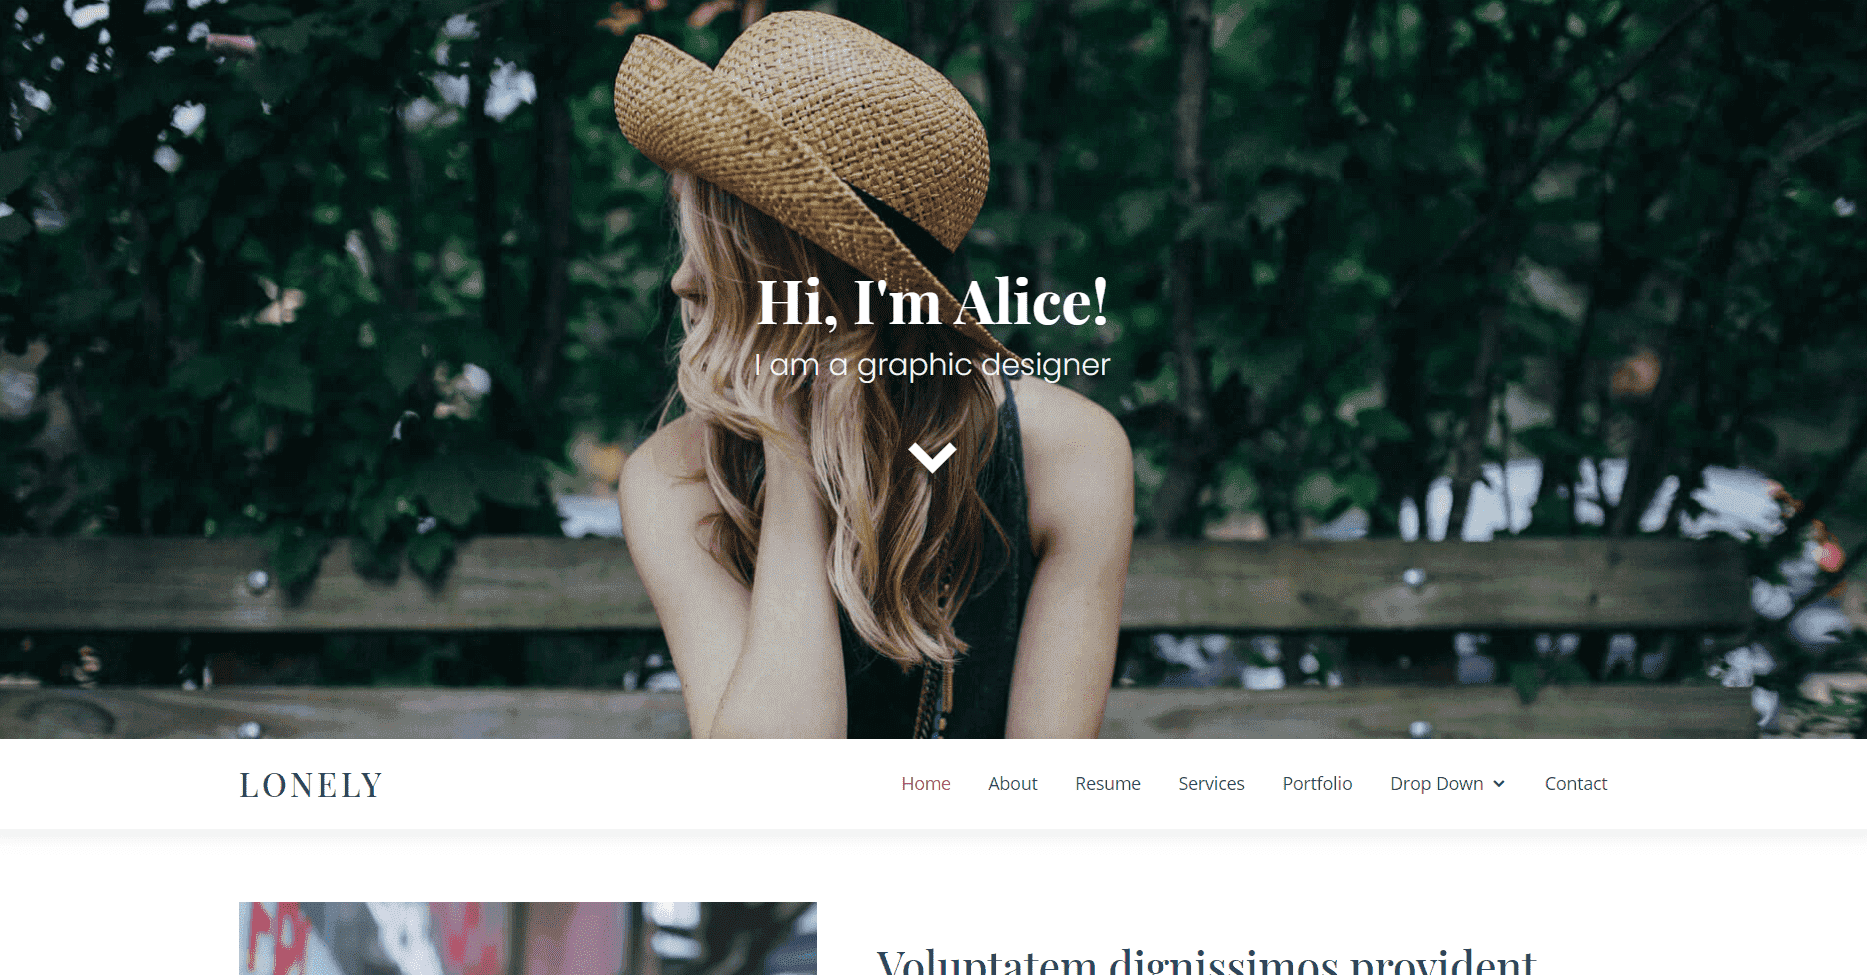 Hi, I'm Alice!
I am a graphic designer
LONELY
Home About Resume Services Portfolio Drop Down Contact
Voluptatem dignissimos provident